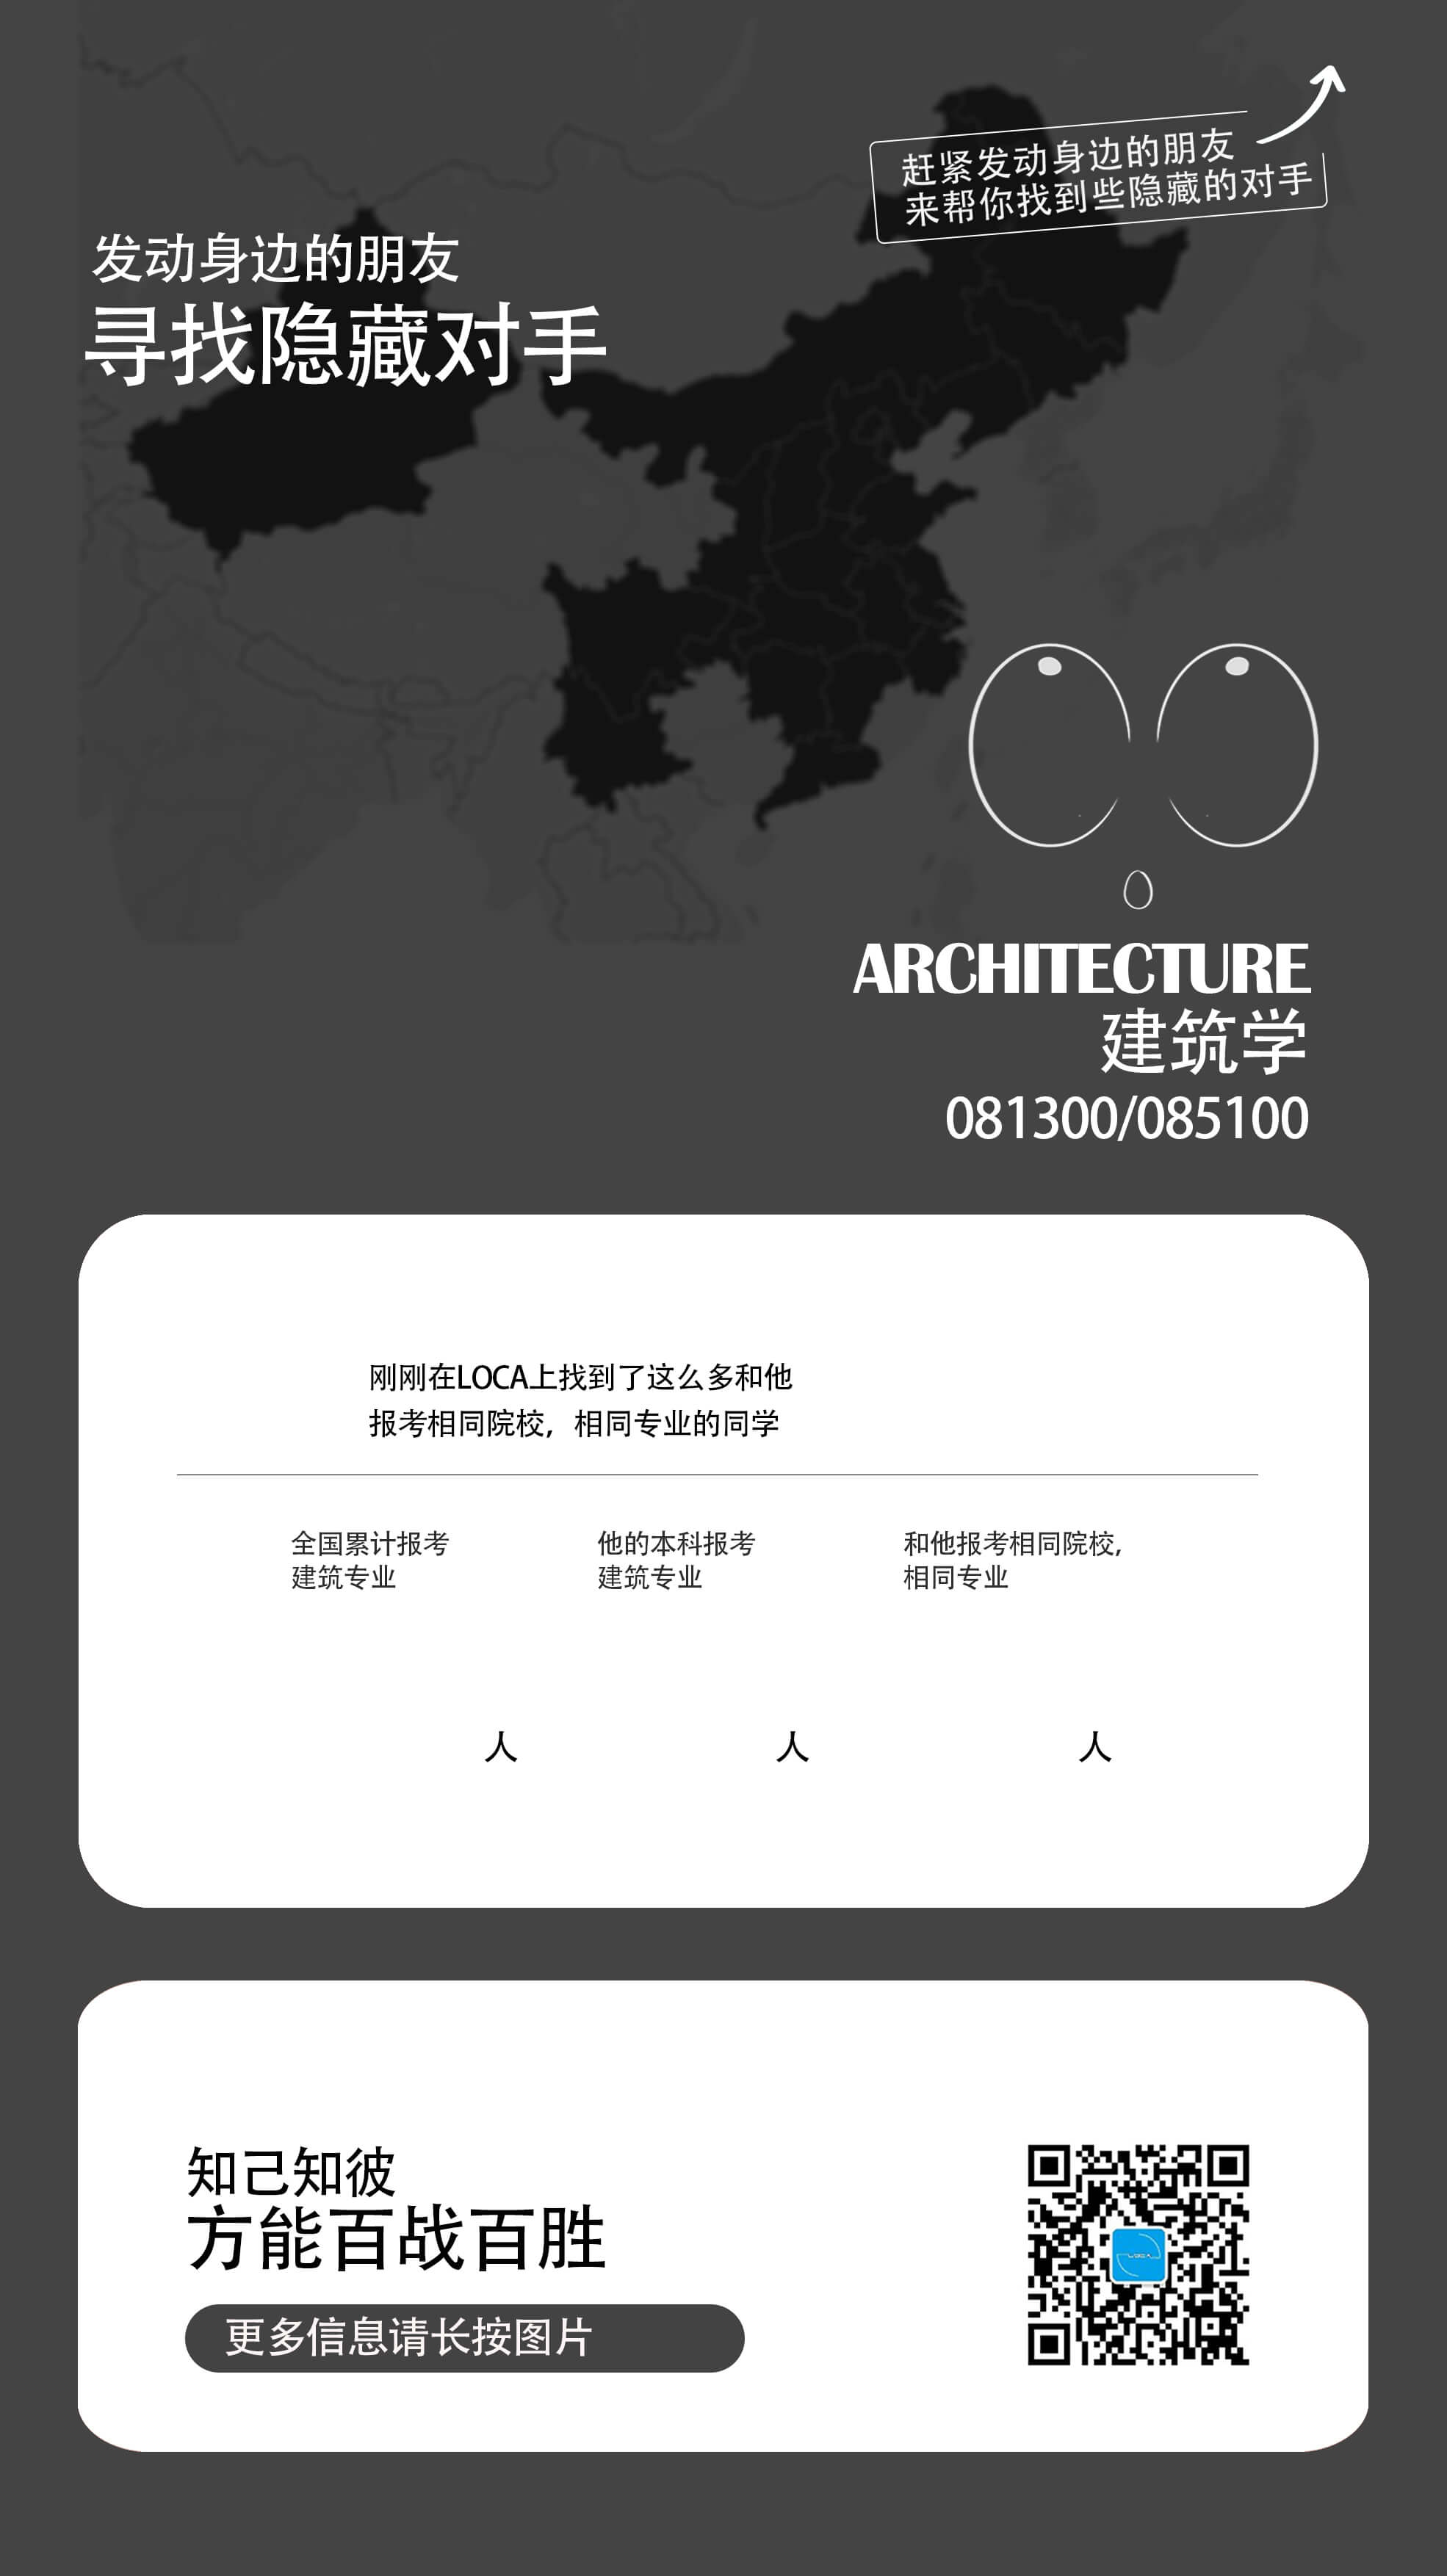 赶紧发动身边的朋友
来帮你找到些隐藏的对手
发动身边的朋友
寻找隐藏对手
ARCHITECTURE
建筑学
081300/085100
刚刚在LOCA上找到了这么多和他
报考相同院校，相同专业的同学
全国累计报考
建筑专业
他的本科报考
建筑专业
和他报考相同院校，
相同专业
人
人
人
知己知彼
方能百战百胜
更多信息请长按图片